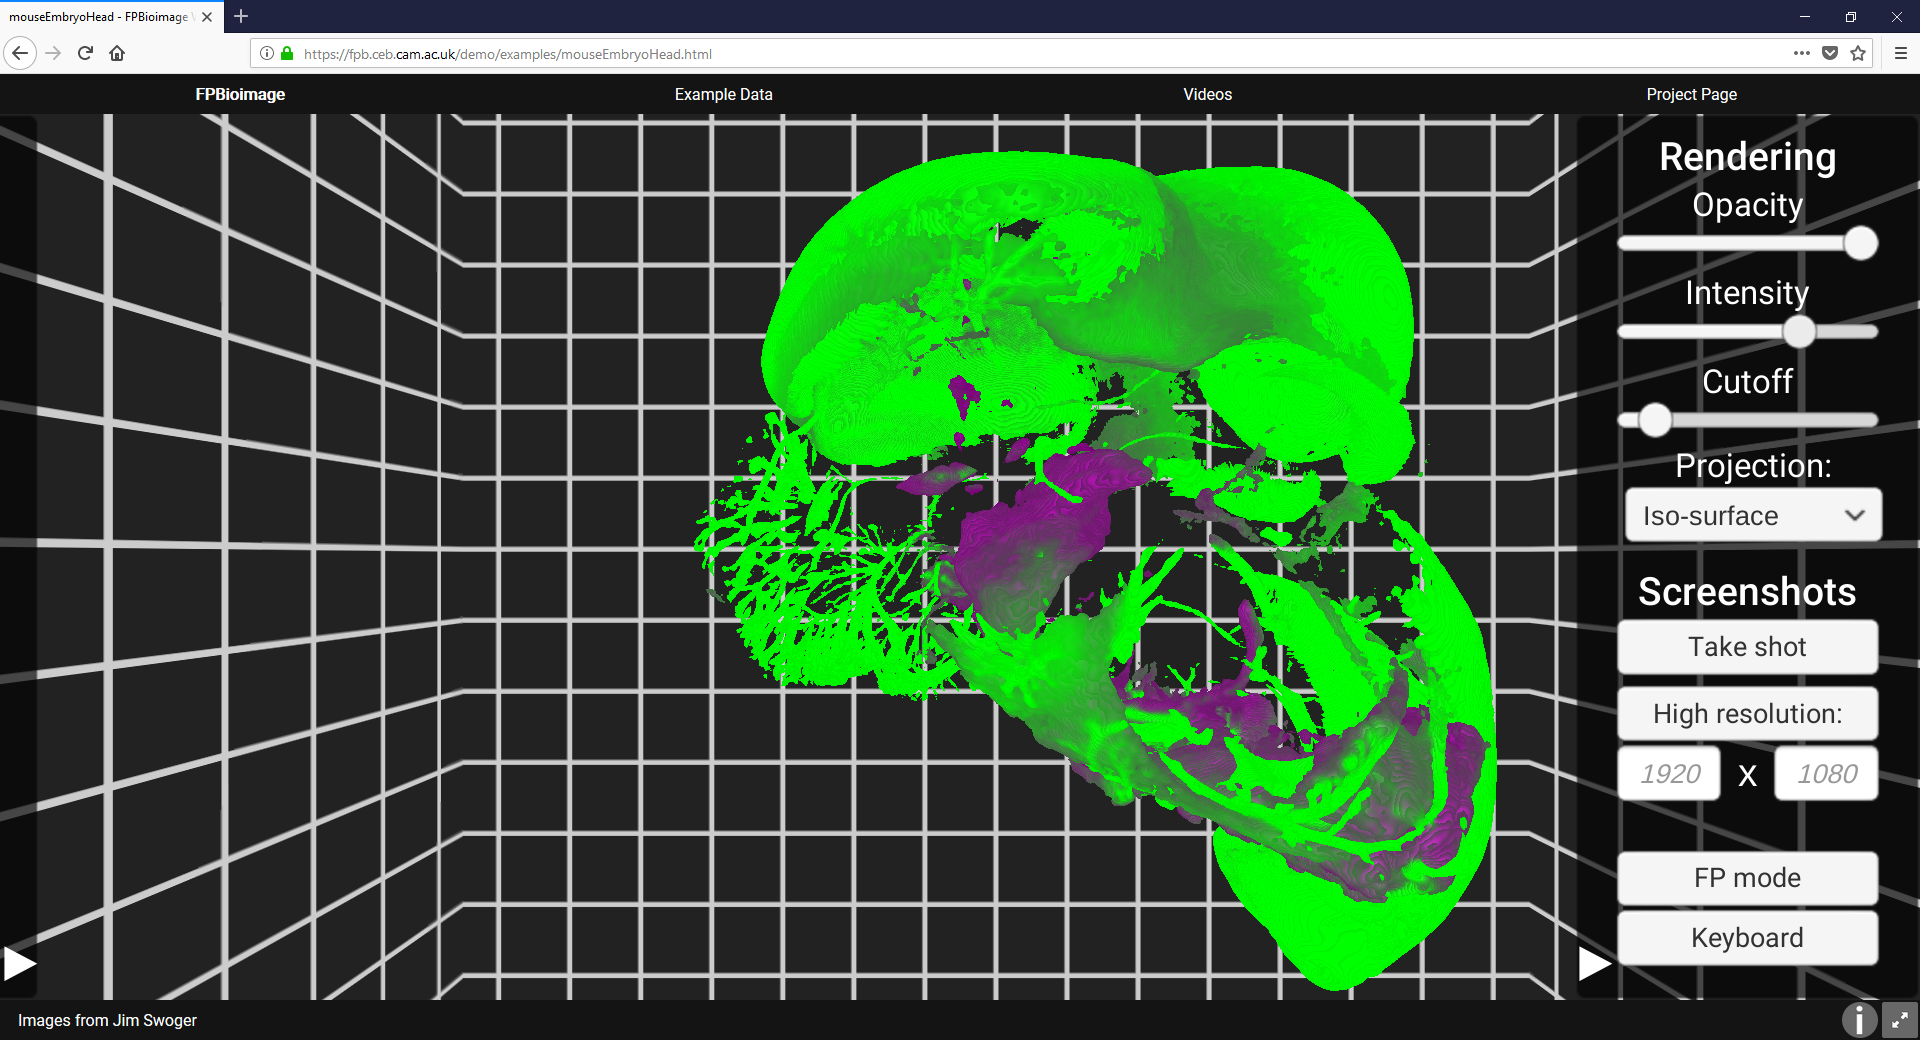 mouseEmbryoHead - FPBioimage
https://fpb.ceb.cam.ac.uk/demo/examples/mouseEmbryoHead.html
FPBioimage Example Data Videos Project Page
Rendering
Opacity
Intensity
Cutoff
Projection:
Iso-surface
Screenshots
Take shot
High resolution:
1920 X 1080
FP mode
Keyboard
Images from Jim Swoger